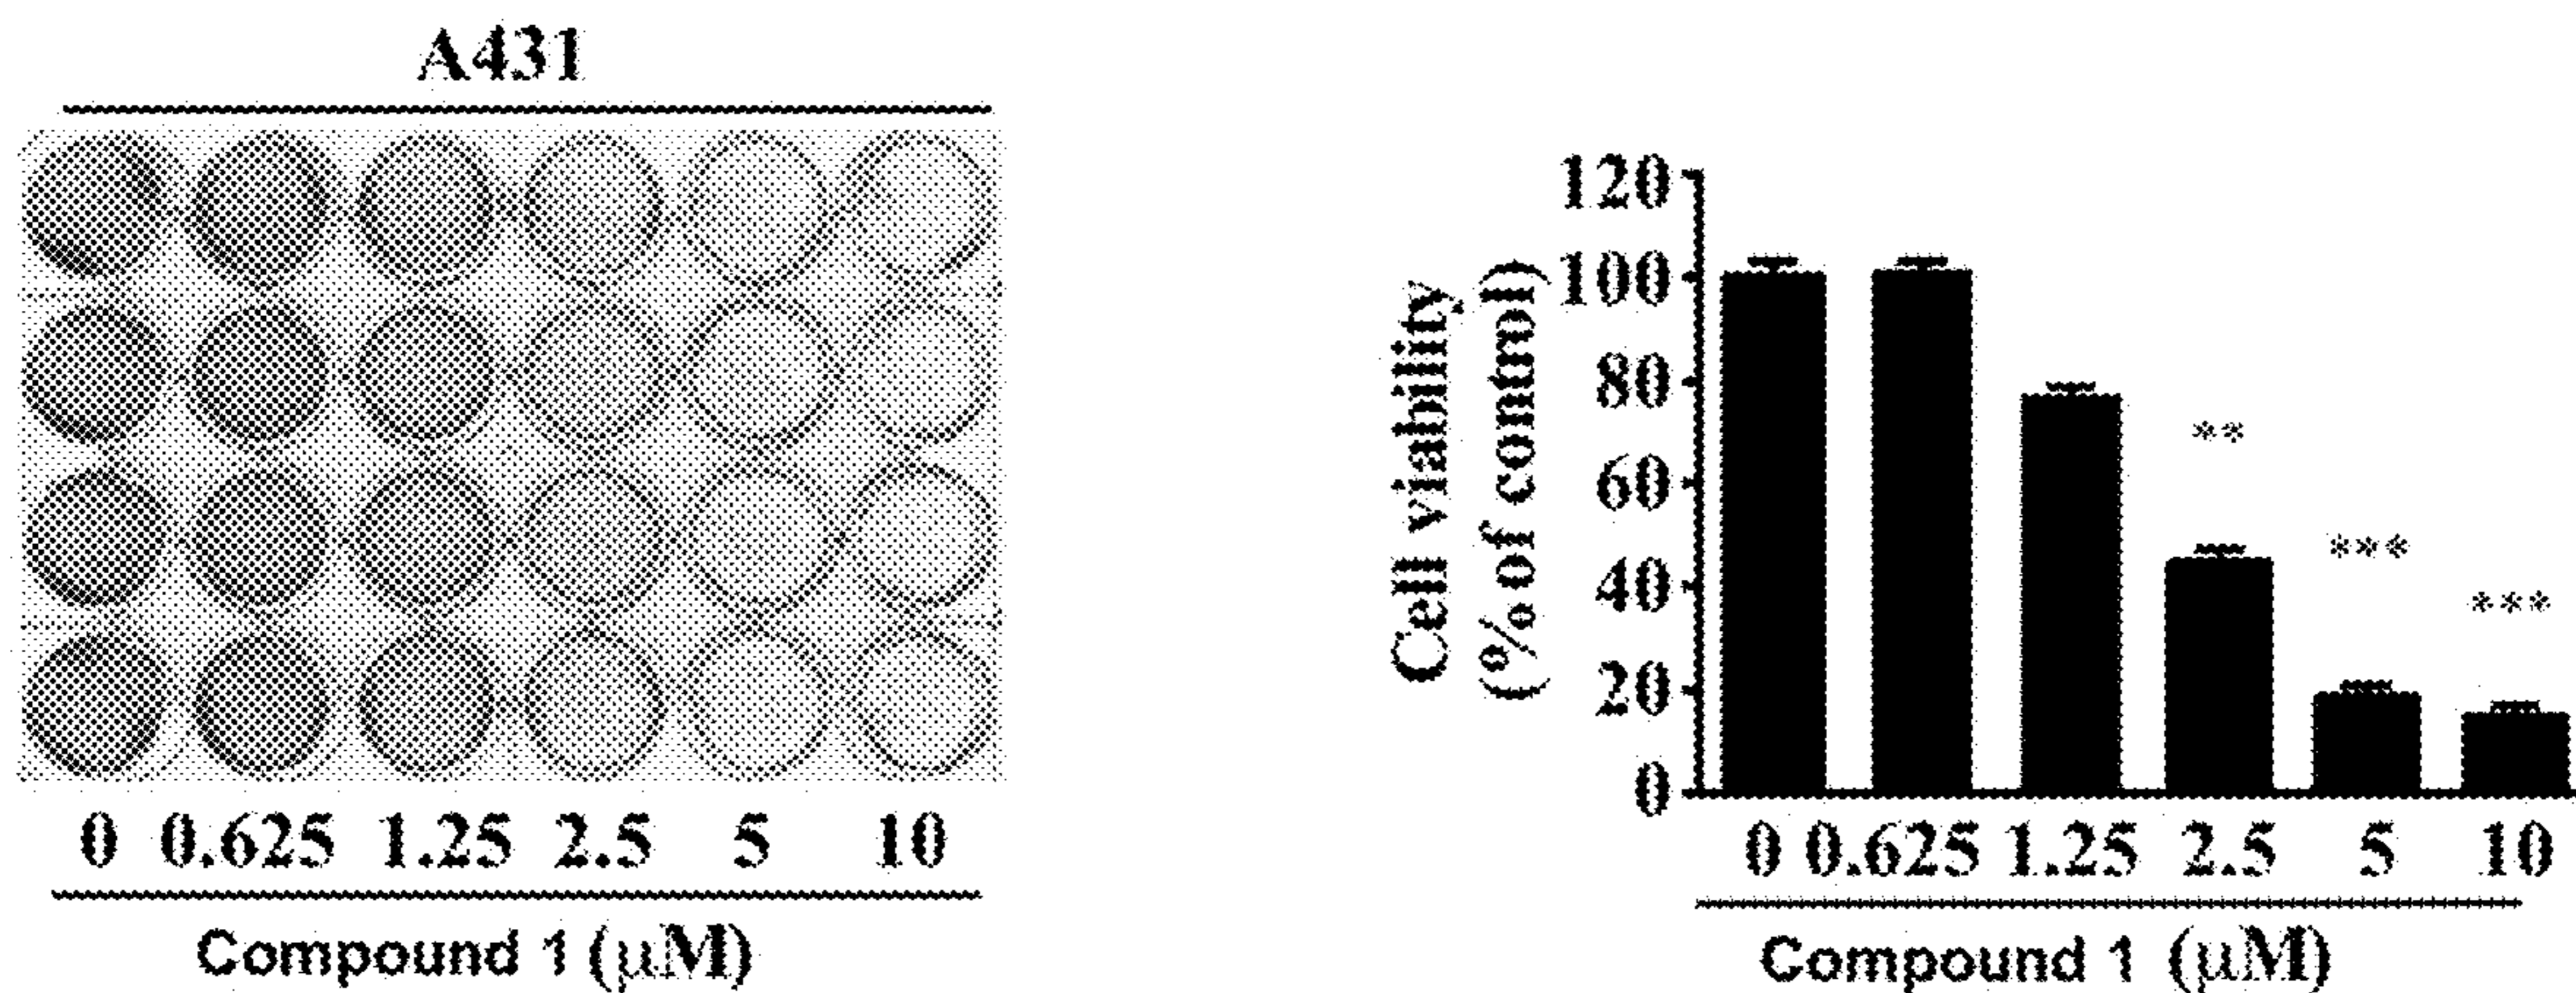 A431
0 0.625 1.25 2.5 5 10
Compound 1 (μM)
Cell viability
(% of control)
120
100
80
60
40
20
0
**
***
***
0 0.625 1.25 2.5 5 10
Compound 1 (μM)